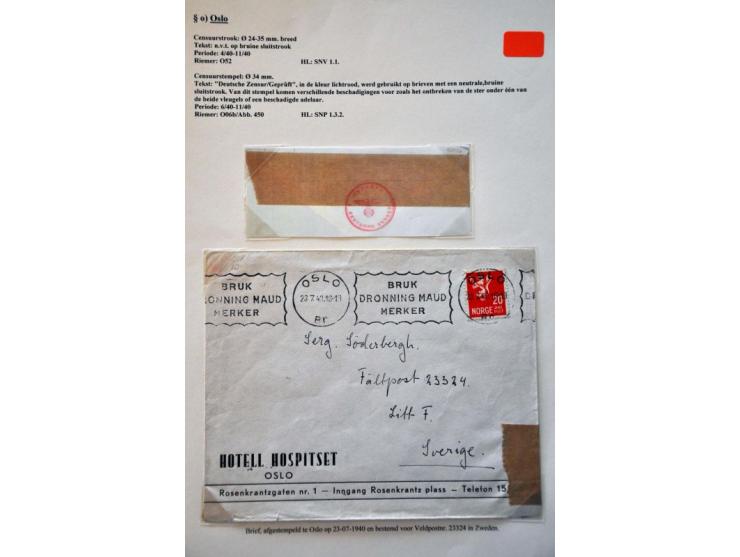 § o) Oslo
Censuurstrook: Ø 24-35 mm. breed
Tekst: n.v.t. op bruine sluitstrook
Periode: 4/40-11/40
Riemer: O52 HL: SNV 1.1.
Censuurstempel: Ø 34 mm.
Tekst: "Deutsche Zensur/Geprüft", in de kleur lichtrood, werd gebruikt op brieven met een neutrale,bruine
sluitstrook. Van dit stempel komen verschillende beschadigingen voor zoals het ontbreken van de ster onder één van
de beide vleugels of een beschadigde adelaar.
Periode: 6/40-11/40
Riemer: O06b/Abb. 450 HL: SNP 1.3.2.
BRUK
DRONNING MAUD
MERKER
OSLO
BR
BRUK
DRONNING MAUD
MERKER
OSLO
20
NORGE
Serg. Söderbergh.
Fältpost 23324.
Litt F.
Sverige.
HOTELL HOSPITSET
OSLO
Rosenkrantzgaten nr. 1 — Inngang Rosenkrantz plass — Telefon 15
Brief, afgestempeld te Oslo op 23-07-1940 en bestemd voor Veldpostnr. 23324 in Zweden.